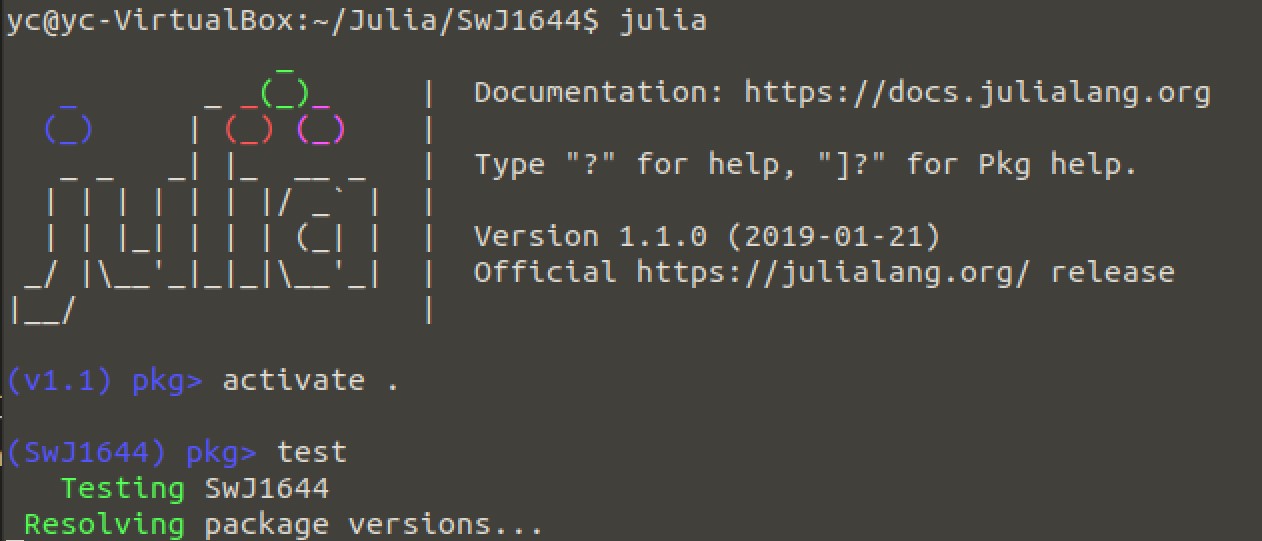 yc@yc-VirtualBox:~/Julia/SwJ1644$ julia
               _
   _       _ _(_)_     |  Documentation: https://docs.julialang.org
  (_)     | (_) (_)    |
   _ _   _| |_  __ _   |  Type "?" for help, "]?" for Pkg help.
  | | | | | | |/ _` |  |
  | | |_| | | | (_| |  |  Version 1.1.0 (2019-01-21)
 _/ |\__'_|_|_|\__'_|  |  Official https://julialang.org/ release
|__/                   |
(v1.1) pkg> activate .
(SwJ1644) pkg> test
   Testing SwJ1644
 Resolving package versions...